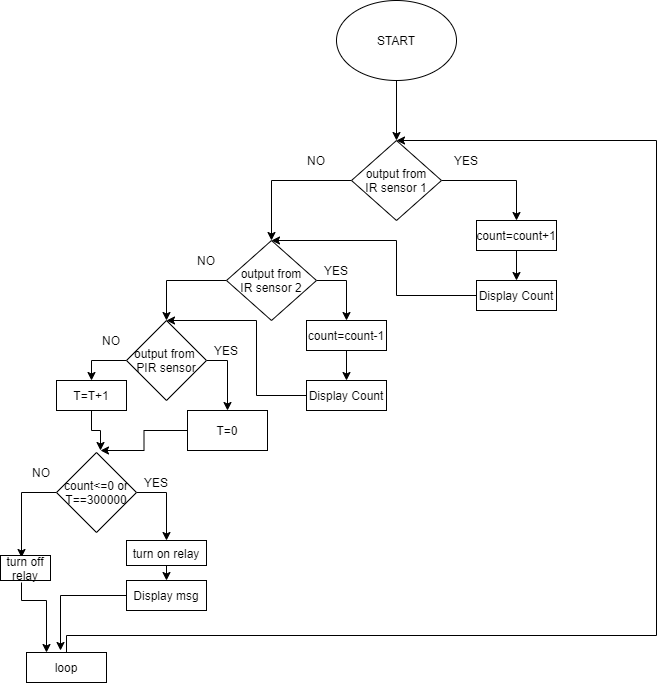 START
NO
YES
output from
IR sensor 1
count=count+1
Display Count
NO
YES
output from
IR sensor 2
count=count-1
Display Count
NO
YES
output from
PIR sensor
T=T+1
T=0
NO
YES
count<=0 or
T==300000
turn off
relay
turn on relay
Display msg
loop